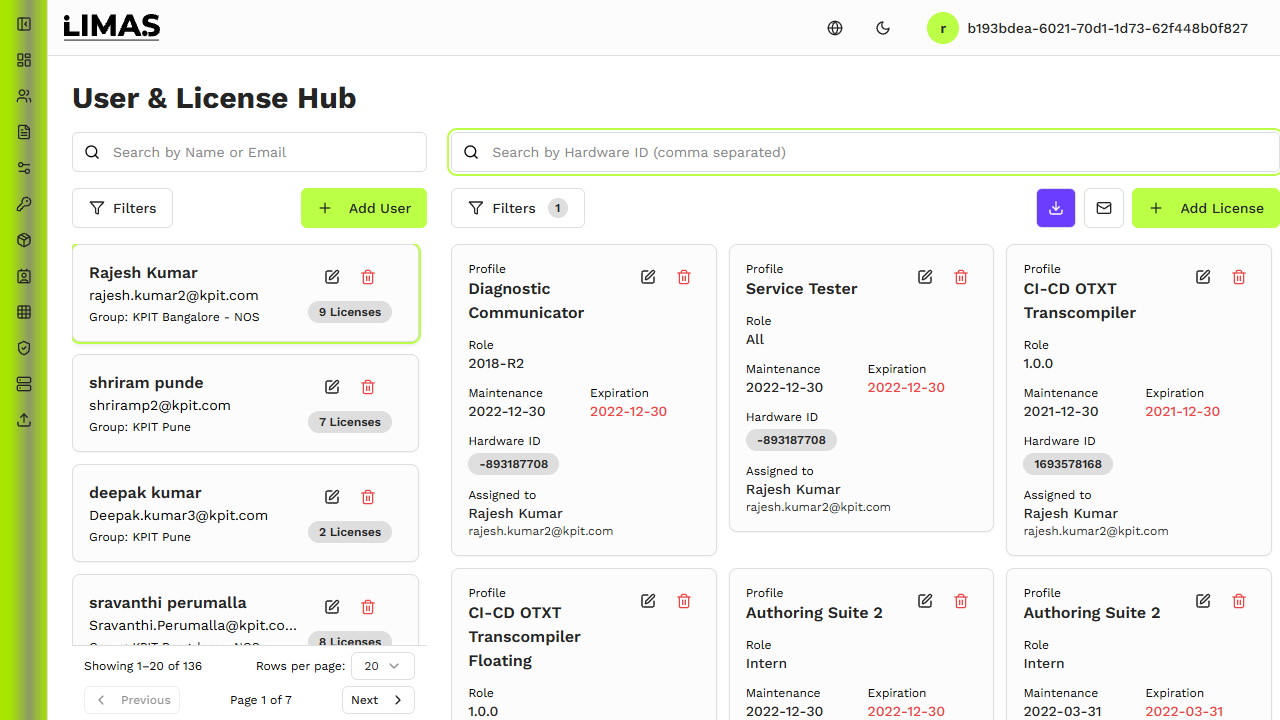 LIMAS
r
b193bdea-6021-70d1-1d73-62f448b0f827
User & License Hub
Search by Name or Email
Search by Hardware ID (comma separated)
Filters
Add User
Filters 1
Add License
Rajesh Kumar
rajesh.kumar2@kpit.com
Group: KPIT Bangalore - NOS
9 Licenses
shriram punde
shriramp2@kpit.com
Group: KPIT Pune
7 Licenses
deepak kumar
Deepak.kumar3@kpit.com
Group: KPIT Pune
2 Licenses
sravanthi perumalla
Sravanthi.Perumalla@kpit.co...
8 Licenses
Showing 1–20 of 136
Rows per page: 20
Previous
Page 1 of 7
Next
Profile
Diagnostic
Communicator
Role
2018-R2
Maintenance Expiration
2022-12-30 2022-12-30
Hardware ID
-893187708
Assigned to
Rajesh Kumar
rajesh.kumar2@kpit.com
Profile
Service Tester
Role
All
Maintenance Expiration
2022-12-30 2022-12-30
Hardware ID
-893187708
Assigned to
Rajesh Kumar
rajesh.kumar2@kpit.com
Profile
CI-CD OTXT
Transcompiler
Role
1.0.0
Maintenance Expiration
2021-12-30 2021-12-30
Hardware ID
1693578168
Assigned to
Rajesh Kumar
rajesh.kumar2@kpit.com
Profile
CI-CD OTXT
Transcompiler
Floating
Role
1.0.0
Profile
Authoring Suite 2
Role
Intern
Maintenance Expiration
2022-12-30 2022-12-30
Profile
Authoring Suite 2
Role
Intern
Maintenance Expiration
2022-03-31 2022-03-31